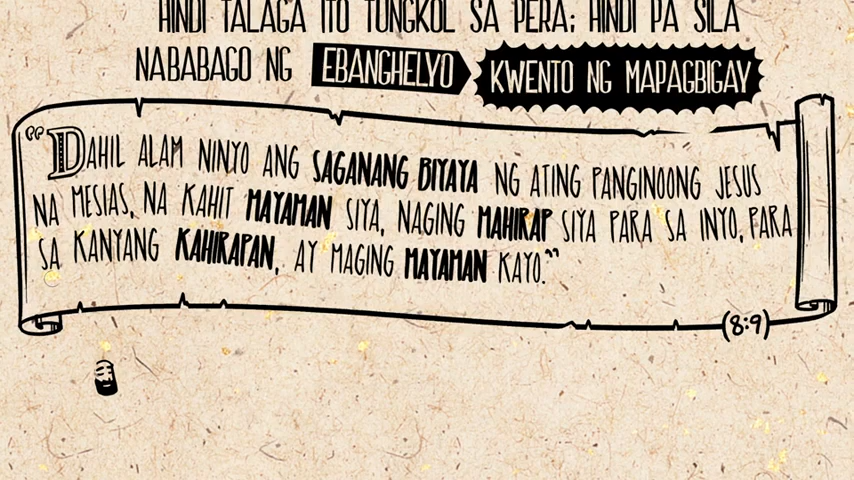 HINDI TALAGA ITO TUNGKOL SA PERA; HINDI PA SILA
NABABAGO NG EBANGHELYO KWENTO NG MAPAGBIGAY
“DAHIL ALAM NINYO ANG SAGANANG BIYAYA NG ATING PANGINOONG JESUS
NA MESIAS, NA KAHIT MAYAMAN SIYA, NAGING MAHIRAP SIYA PARA SA INYO, PARA
SA KANYANG KAHIRAPAN, AY MAGING MAYAMAN KAYO.”
(8:9)